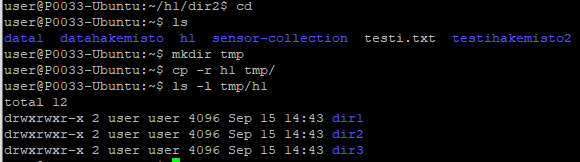 user@P0033-Ubuntu:~/h1/dir2$ cd
user@P0033-Ubuntu:~$ ls
data1  datahakemisto  h1  sensor-collection  testi.txt  testihakemisto2
user@P0033-Ubuntu:~$ mkdir tmp
user@P0033-Ubuntu:~$ cp -r h1 tmp/
user@P0033-Ubuntu:~$ ls -l tmp/h1
total 12
drwxrwxr-x 2 user user 4096 Sep 15 14:43 dir1
drwxrwxr-x 2 user user 4096 Sep 15 14:43 dir2
drwxrwxr-x 2 user user 4096 Sep 15 14:43 dir3